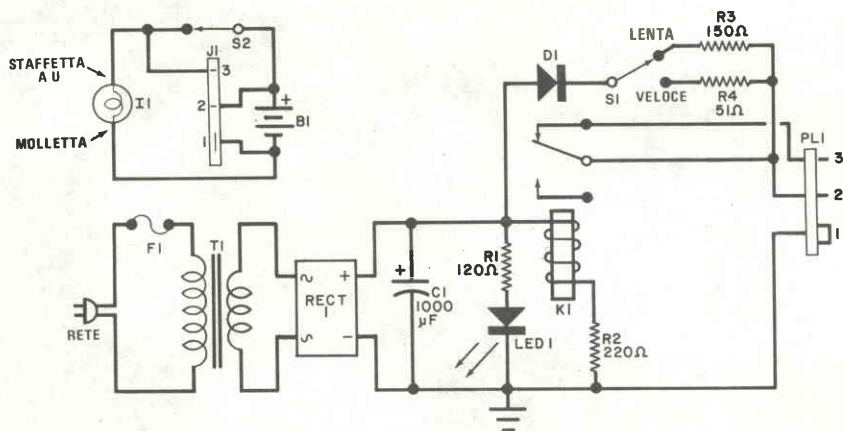 S2
J1
STAFFETTA
A U
3
I1
2
+
B1
MOLLETTA
1
D1
LENTA
R3
150Ω
S1
VELOCE
R4
51Ω
PL1
3
2
1
F1
T1
RETE
+
RECT
1
−
+
C1
1000
µF
R1
120Ω
LED1
K1
R2
220Ω